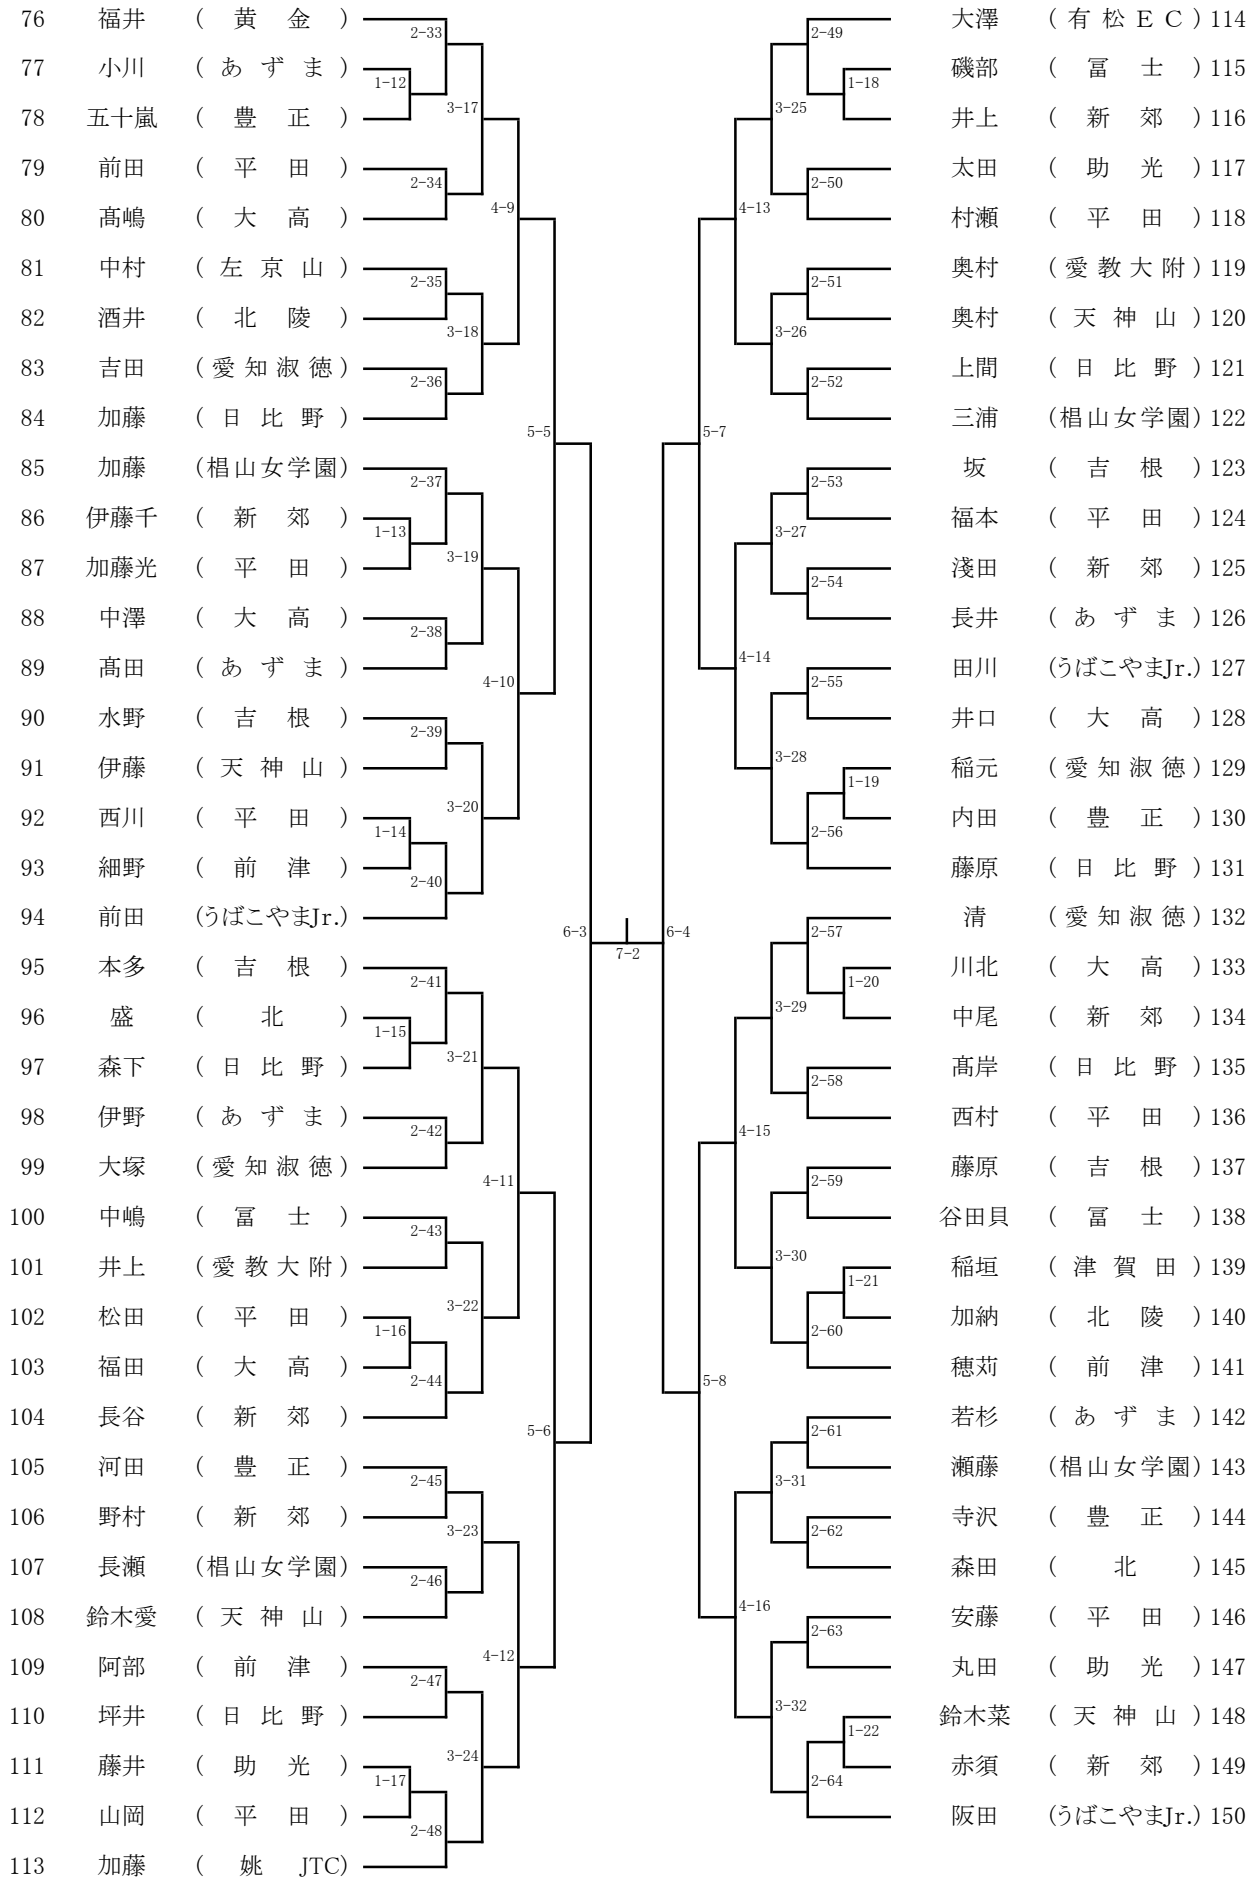 76 福井 ( 黄 金 )
77 小川 ( あ ず ま )
78 五十嵐 ( 豊 正 )
79 前田 ( 平 田 )
80 髙嶋 ( 大 高 )
81 中村 ( 左 京 山 )
82 酒井 ( 北 陵 )
83 吉田 ( 愛 知 淑 徳 )
84 加藤 ( 日 比 野 )
85 加藤 (椙山女学園)
86 伊藤千 ( 新 郊 )
87 加藤光 ( 平 田 )
88 中澤 ( 大 高 )
89 髙田 ( あ ず ま )
90 水野 ( 吉 根 )
91 伊藤 ( 天 神 山 )
92 西川 ( 平 田 )
93 細野 ( 前 津 )
94 前田 (うばこやまJr.)
95 本多 ( 吉 根 )
96 盛 ( 北 )
97 森下 ( 日 比 野 )
98 伊野 ( あ ず ま )
99 大塚 ( 愛 知 淑 徳 )
100 中嶋 ( 冨 士 )
101 井上 ( 愛 教 大 附 )
102 松田 ( 平 田 )
103 福田 ( 大 高 )
104 長谷 ( 新 郊 )
105 河田 ( 豊 正 )
106 野村 ( 新 郊 )
107 長瀬 (椙山女学園)
108 鈴木愛 ( 天 神 山 )
109 阿部 ( 前 津 )
110 坪井 ( 日 比 野 )
111 藤井 ( 助 光 )
112 山岡 ( 平 田 )
113 加藤 ( 姚 JTC)
1-12
1-13
1-14
1-15
1-16
1-17
2-33
2-34
2-35
2-36
2-37
2-38
2-39
2-40
2-41
2-42
2-43
2-44
2-45
2-46
2-47
2-48
3-17
3-18
3-19
3-20
3-21
3-22
3-23
3-24
4-9
4-10
4-11
4-12
5-5
5-6
6-3
7-2
6-4
5-7
5-8
4-13
4-14
4-15
4-16
3-25
3-26
3-27
3-28
3-29
3-30
3-31
3-32
2-49
2-50
2-51
2-52
2-53
2-54
2-55
2-56
2-57
2-58
2-59
2-60
2-61
2-62
2-63
2-64
1-18
1-19
1-20
1-21
1-22
大澤 ( 有 松 E C ) 114
磯部 ( 冨 士 ) 115
井上 ( 新 郊 ) 116
太田 ( 助 光 ) 117
村瀬 ( 平 田 ) 118
奥村 ( 愛 教 大 附 ) 119
奥村 ( 天 神 山 ) 120
上間 ( 日 比 野 ) 121
三浦 (椙山女学園) 122
坂 ( 吉 根 ) 123
福本 ( 平 田 ) 124
淺田 ( 新 郊 ) 125
長井 ( あ ず ま ) 126
田川 (うばこやまJr.) 127
井口 ( 大 高 ) 128
稲元 ( 愛 知 淑 徳 ) 129
内田 ( 豊 正 ) 130
藤原 ( 日 比 野 ) 131
清 ( 愛 知 淑 徳 ) 132
川北 ( 大 高 ) 133
中尾 ( 新 郊 ) 134
髙岸 ( 日 比 野 ) 135
西村 ( 平 田 ) 136
藤原 ( 吉 根 ) 137
谷田貝 ( 冨 士 ) 138
稲垣 ( 津 賀 田 ) 139
加納 ( 北 陵 ) 140
穂苅 ( 前 津 ) 141
若杉 ( あ ず ま ) 142
瀬藤 (椙山女学園) 143
寺沢 ( 豊 正 ) 144
森田 ( 北 ) 145
安藤 ( 平 田 ) 146
丸田 ( 助 光 ) 147
鈴木菜 ( 天 神 山 ) 148
赤須 ( 新 郊 ) 149
阪田 (うばこやまJr.) 150